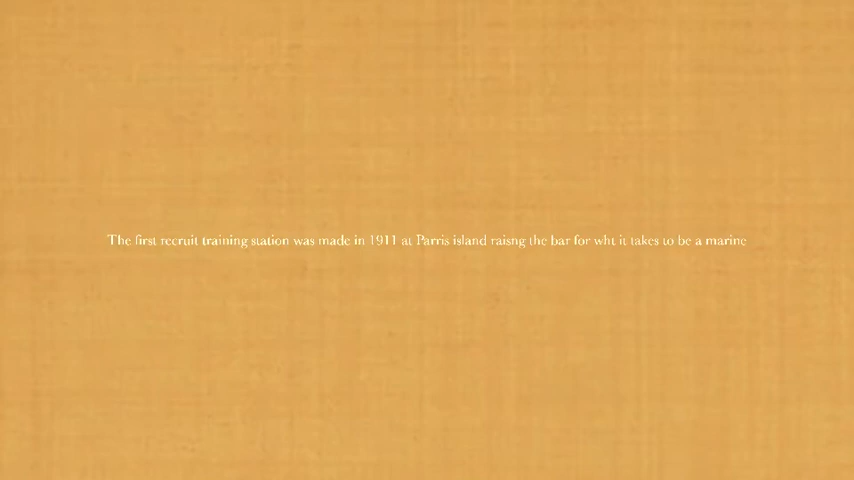 The first recruit training station was made in 1911 at Parris island raisng the bar for wht it takes to be a marine